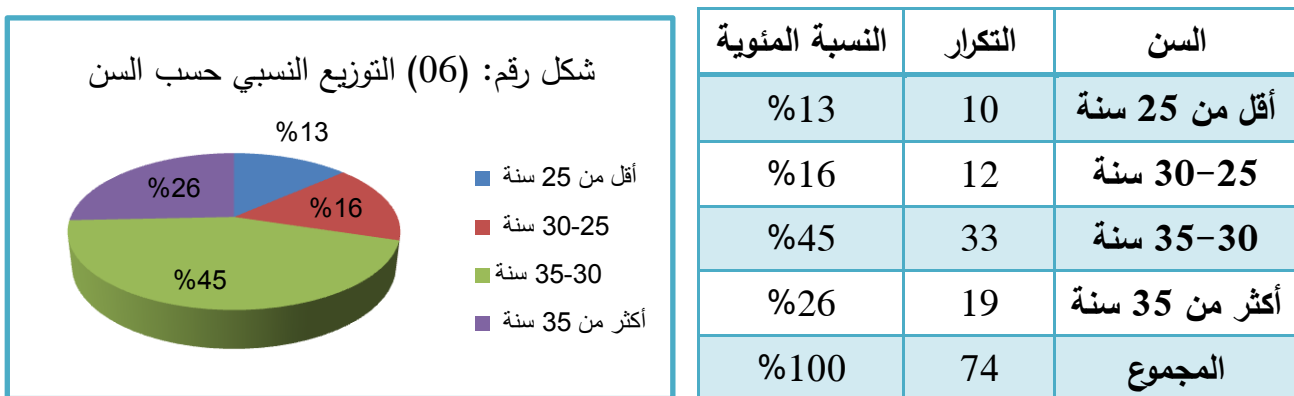 السن التكرار النسبة المئوية
أقل من 25 سنة 10 %13
30-25 سنة 12 %16
35-30 سنة 33 %45
أكثر من 35 سنة 19 %26
المجموع 74 %100
شكل رقم: (06) التوزيع النسبي حسب السن
%13
%16
%45
%26
أقل من 25 سنة
30-25 سنة
35-30 سنة
أكثر من 35 سنة